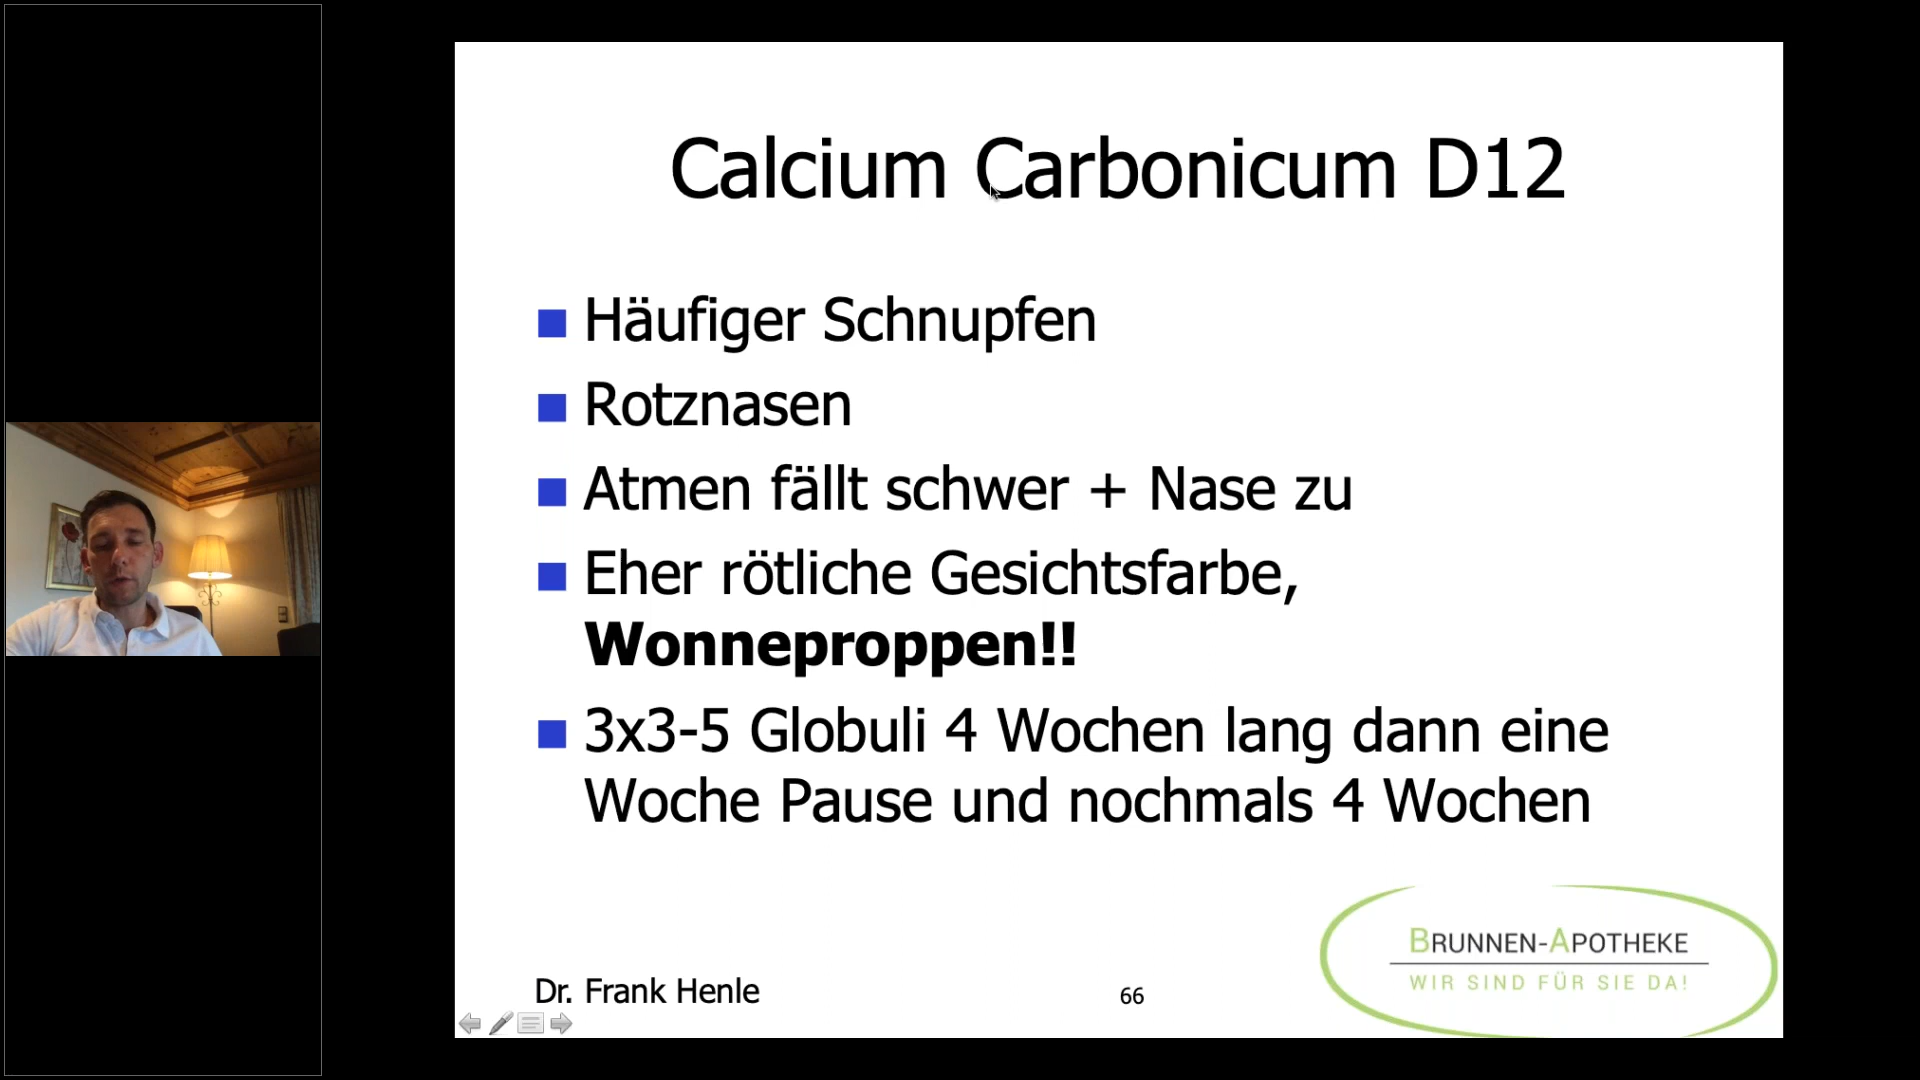 Calcium Carbonicum D12
Häufiger Schnupfen
Rotznasen
Atmen fällt schwer + Nase zu
Eher rötliche Gesichtsfarbe,
Wonneproppen!!
3x3-5 Globuli 4 Wochen lang dann eine
Woche Pause und nochmals 4 Wochen
BRUNNEN-APOTHEKE
WIR SIND FÜR SIE DA!
Dr. Frank Henle
66